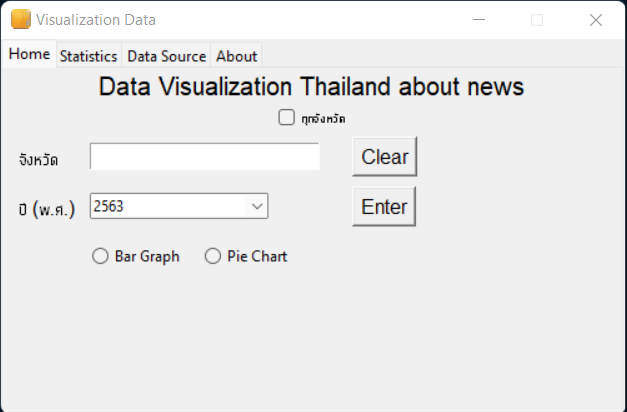 Visualization Data
Home Statistics Data Source About
Data Visualization Thailand about news
ทุกจังหวัด
จังหวัด Clear
ปี (พ.ศ.) 2563 Enter
Bar Graph Pie Chart